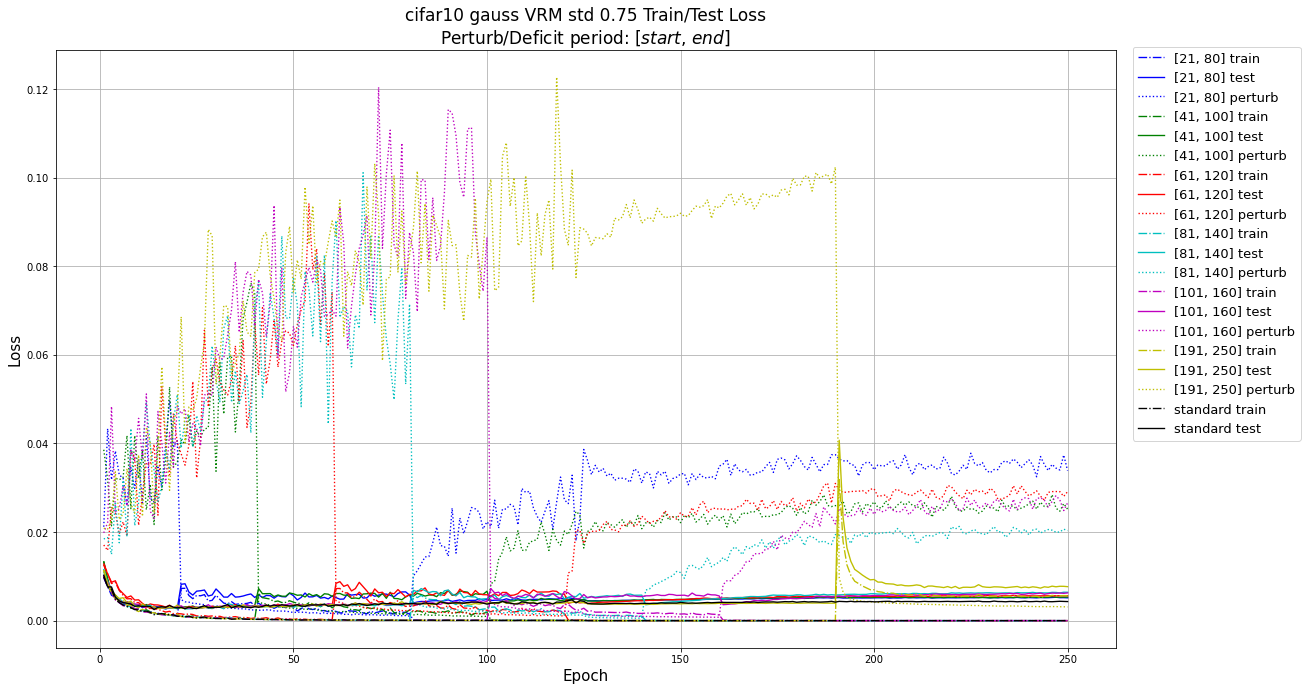 cifar10 gauss VRM std 0.75 Train/Test Loss
Perturb/Deficit period: [start, end]
0.12
0.10
0.08
0.06
0.04
0.02
0.00
Loss
0
50
100
150
200
250
Epoch
[21, 80] train
[21, 80] test
[21, 80] perturb
[41, 100] train
[41, 100] test
[41, 100] perturb
[61, 120] train
[61, 120] test
[61, 120] perturb
[81, 140] train
[81, 140] test
[81, 140] perturb
[101, 160] train
[101, 160] test
[101, 160] perturb
[191, 250] train
[191, 250] test
[191, 250] perturb
standard train
standard test